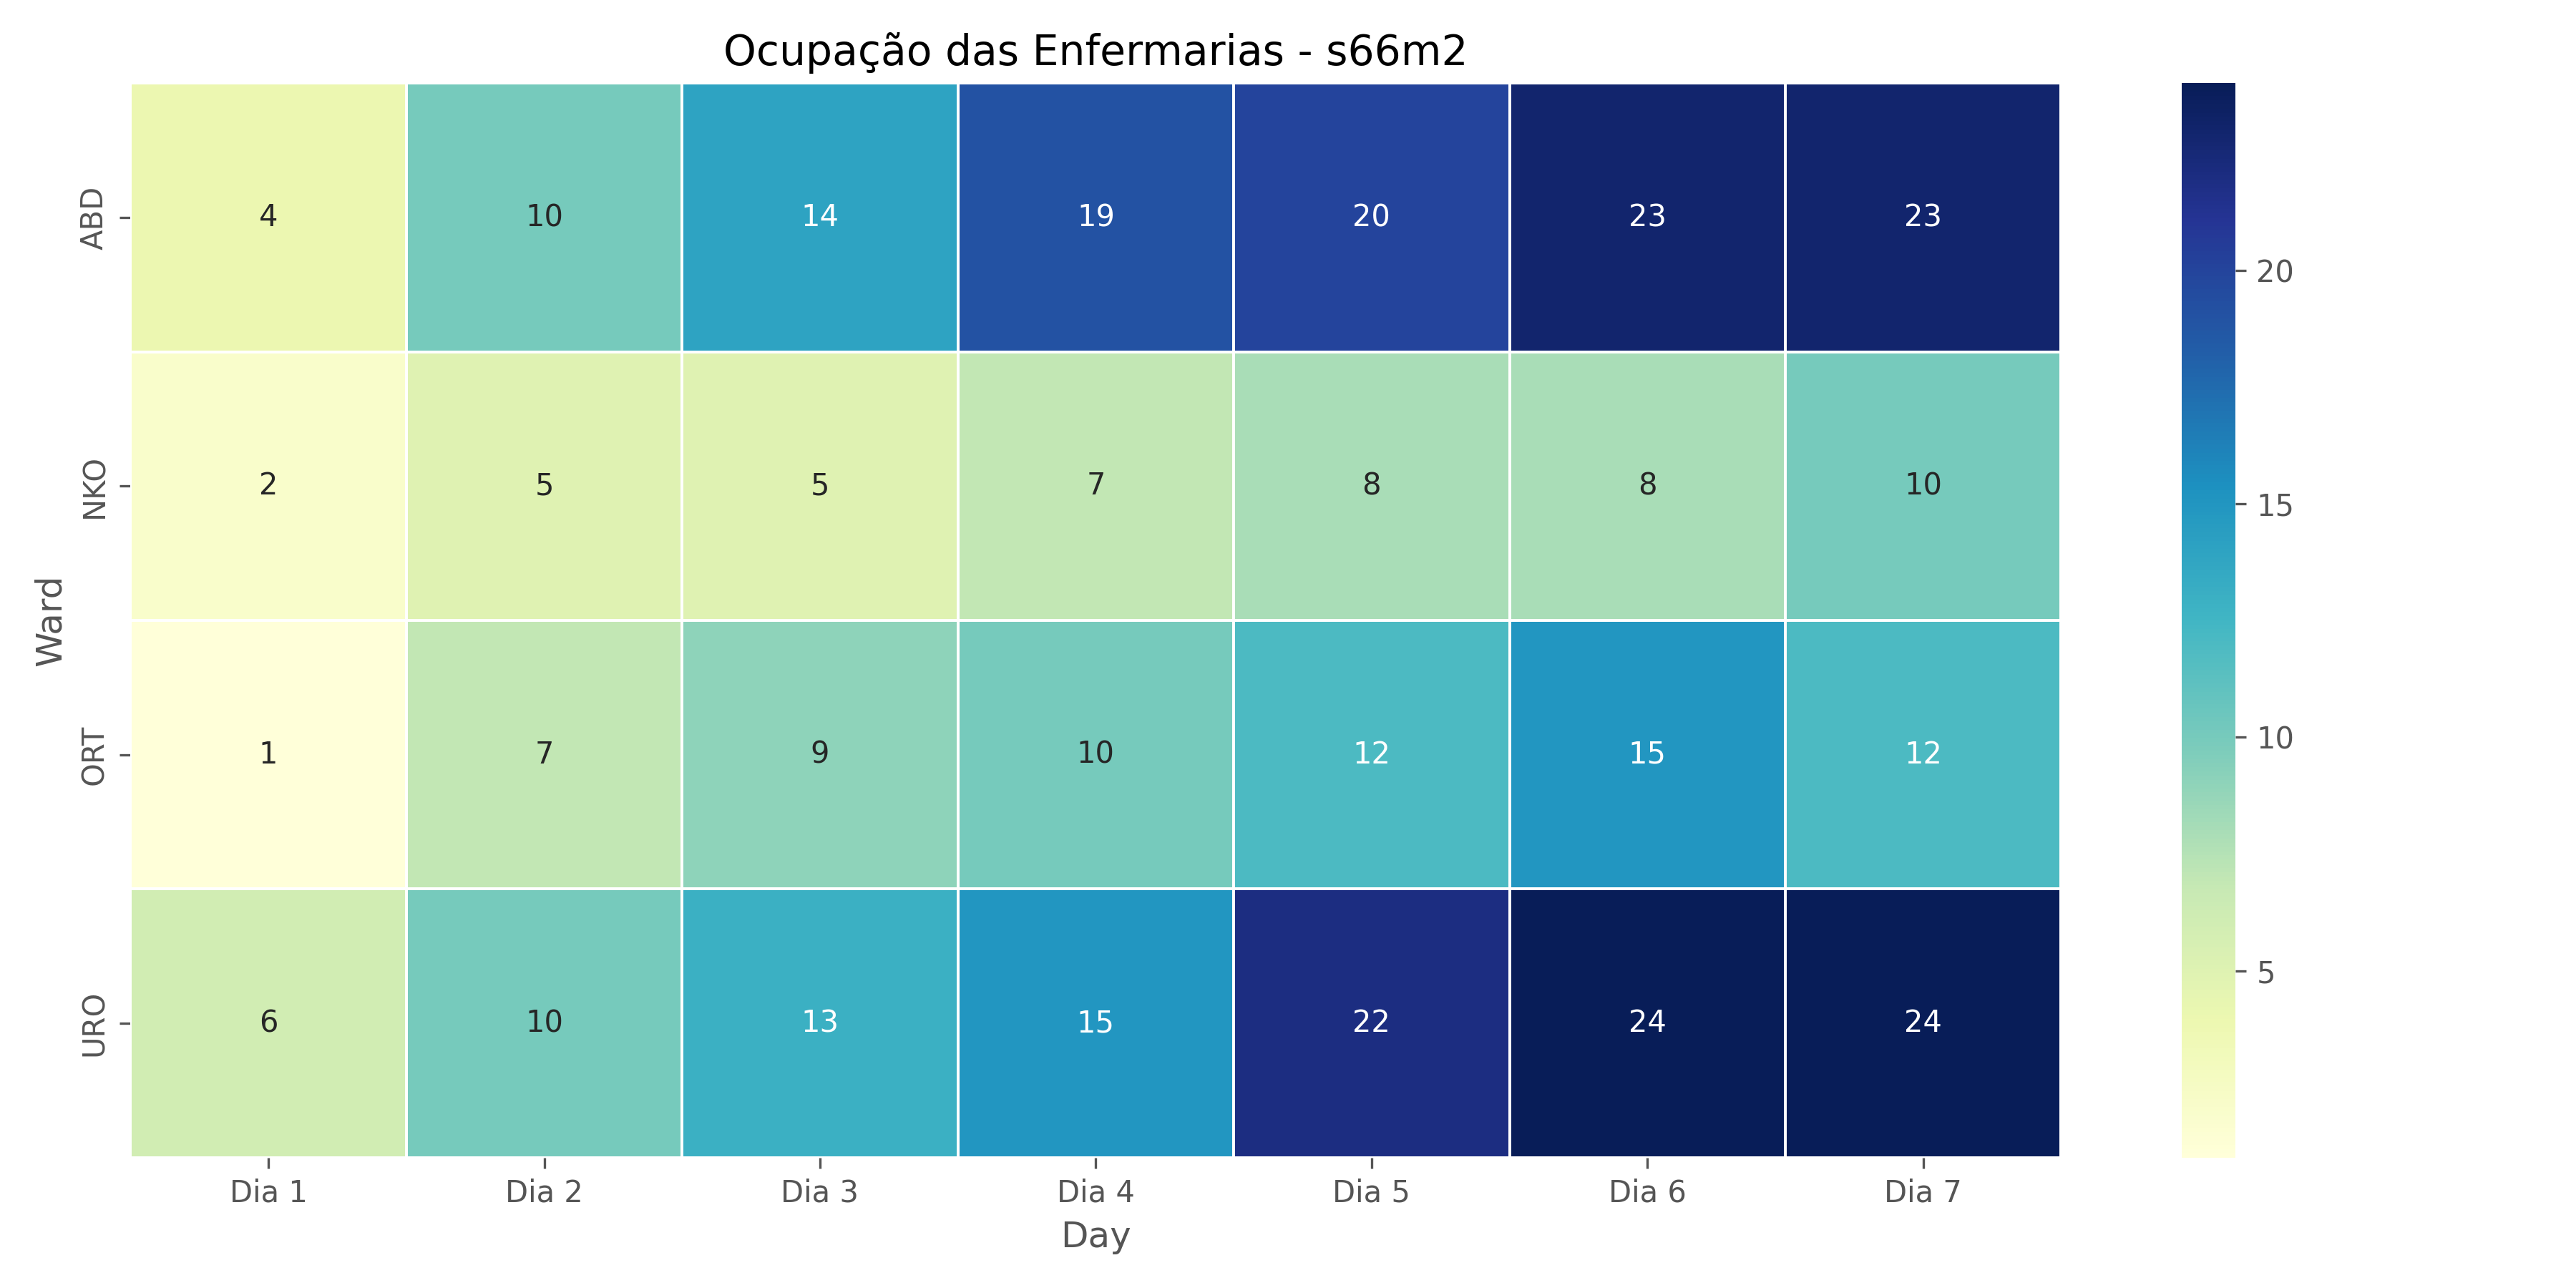 Ocupação das Enfermarias - s66m2
Ward
ABD 4 10 14 19 20 23 23
NKO 2 5 5 7 8 8 10
ORT 1 7 9 10 12 15 12
URO 6 10 13 15 22 24 24
Dia 1 Dia 2 Dia 3 Dia 4 Dia 5 Dia 6 Dia 7
Day
20
15
10
5